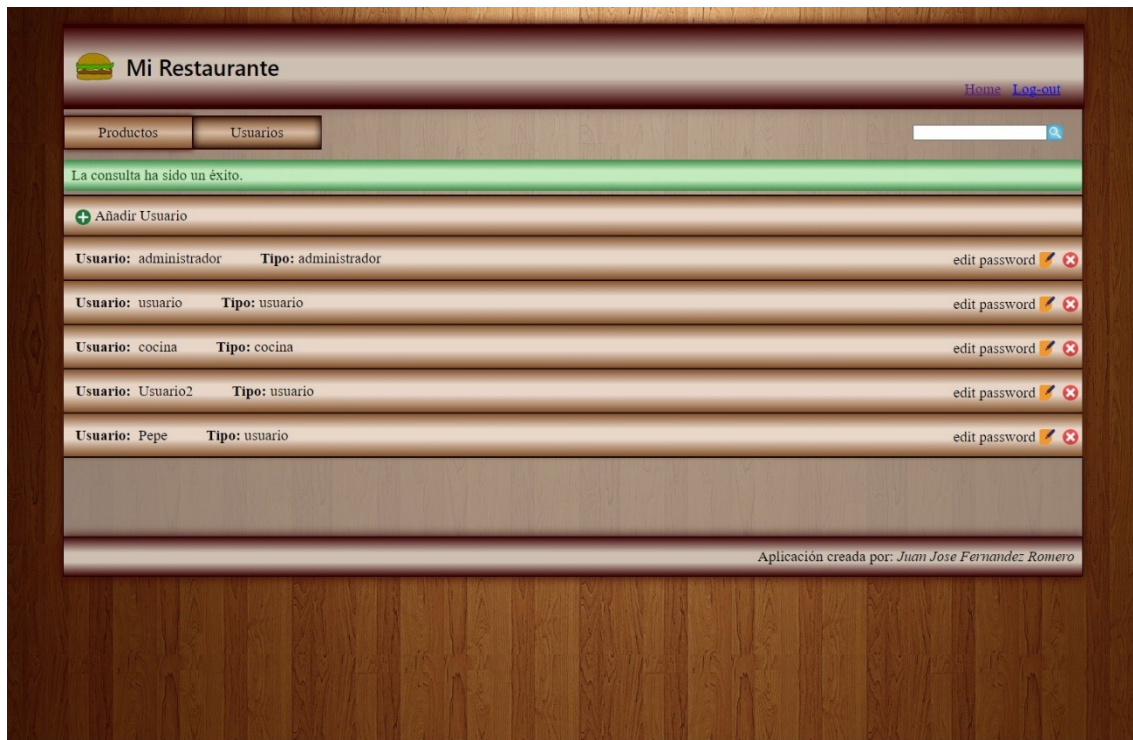 Mi Restaurante
Home Log-out
Productos Usuarios
La consulta ha sido un éxito.
Añadir Usuario
Usuario: administrador Tipo: administrador edit password
Usuario: usuario Tipo: usuario edit password
Usuario: cocina Tipo: cocina edit password
Usuario: Usuario2 Tipo: usuario edit password
Usuario: Pepe Tipo: usuario edit password
Aplicación creada por: Juan Jose Fernandez Romero